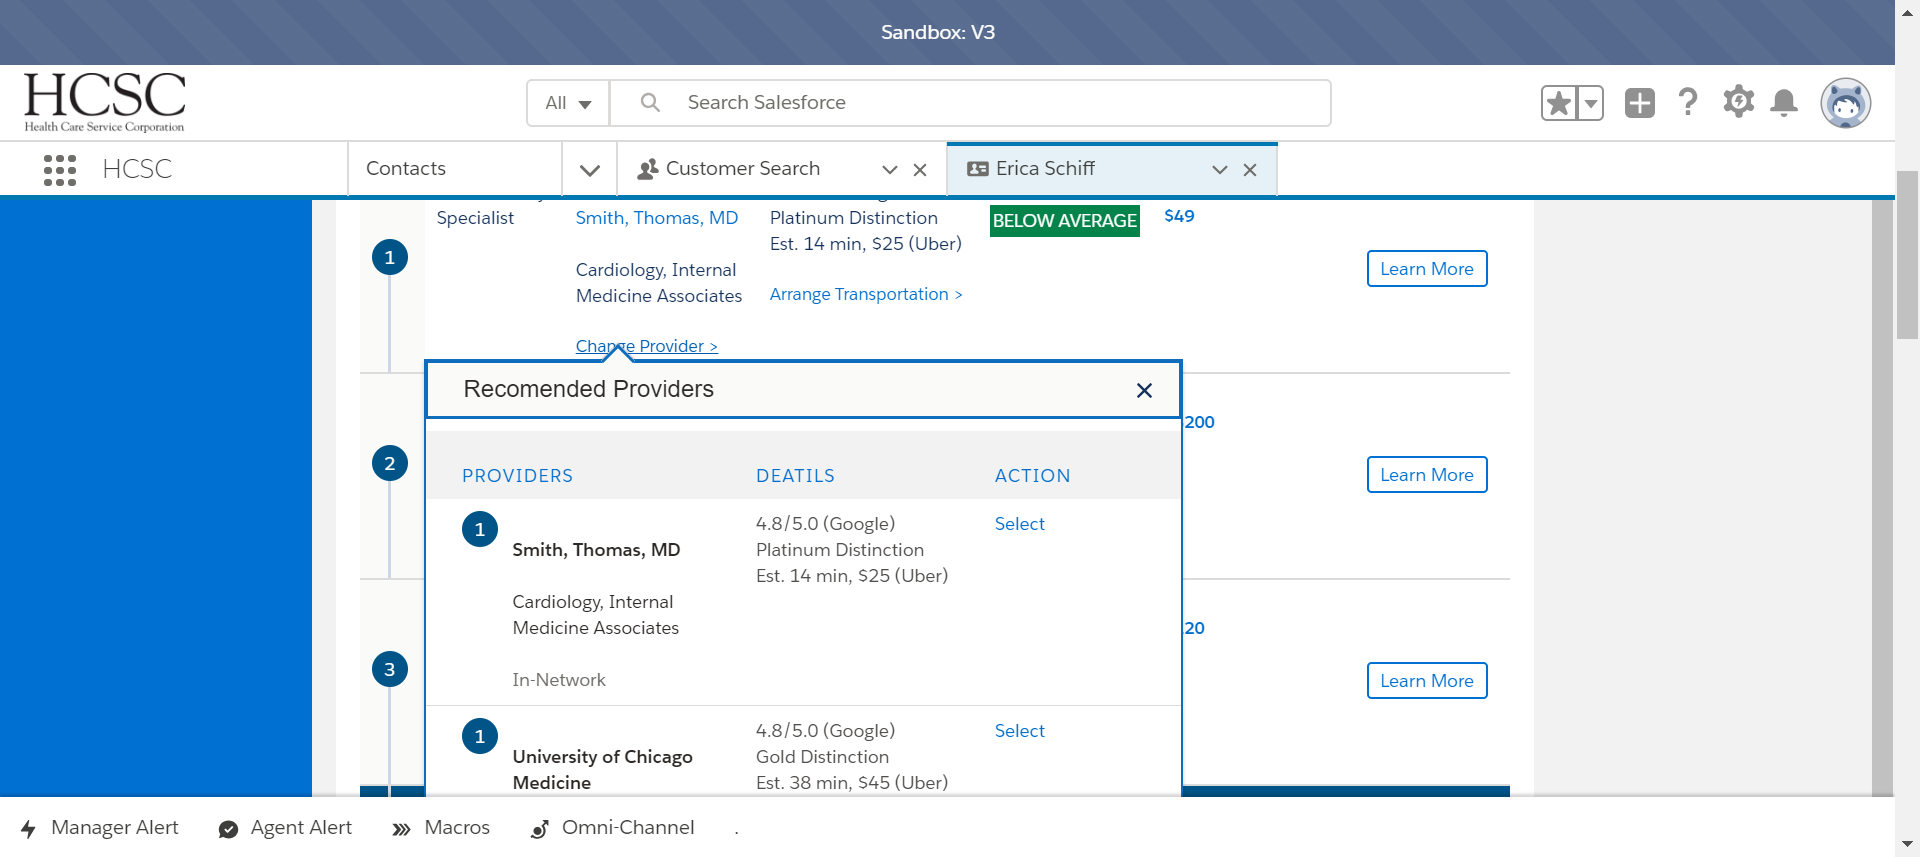 Sandbox: V3
HCSC
Health Care Service Corporation
All
Search Salesforce
HCSC
Contacts
Customer Search
Erica Schiff
1
Specialist
Smith, Thomas, MD
Cardiology, Internal
Medicine Associates
Change Provider >
Platinum Distinction
Est. 14 min, $25 (Uber)
Arrange Transportation >
BELOW AVERAGE
$49
Learn More
Recomended Providers
PROVIDERS
DEATILS
ACTION
1
Smith, Thomas, MD
Cardiology, Internal
Medicine Associates
In-Network
4.8/5.0 (Google)
Platinum Distinction
Est. 14 min, $25 (Uber)
Select
1
University of Chicago
Medicine
4.8/5.0 (Google)
Gold Distinction
Est. 38 min, $45 (Uber)
Select
2
200
Learn More
3
20
Learn More
Manager Alert
Agent Alert
Macros
Omni-Channel
.